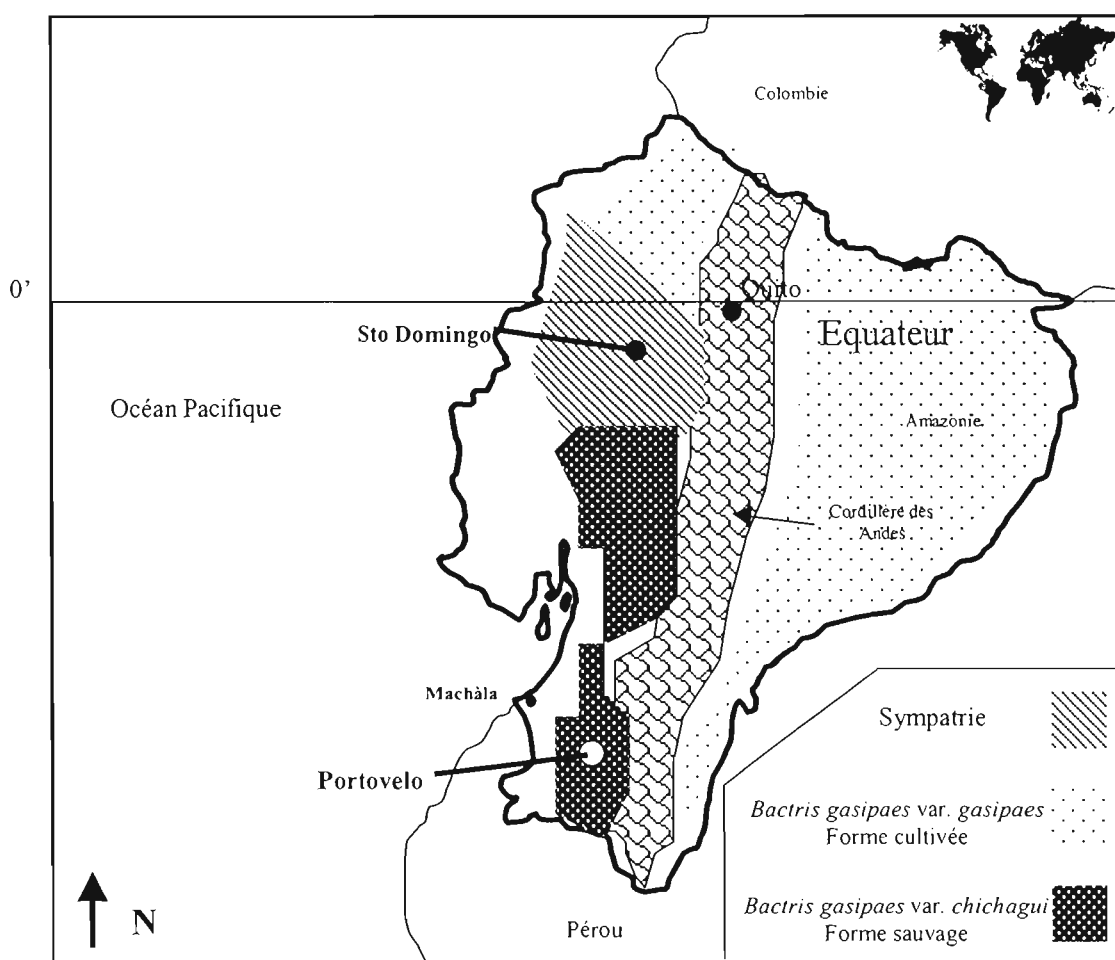 Colombie
0'
Quito
Sto Domingo
Equateur
Océan Pacifique
Amazonie
Cordillère des
Andes
Machàla
Sympatrie
Portovelo
Bactris gasipaes var. gasipaes
Forme cultivée
Bactris gasipaes var. chichagui
Forme sauvage
N
Pérou